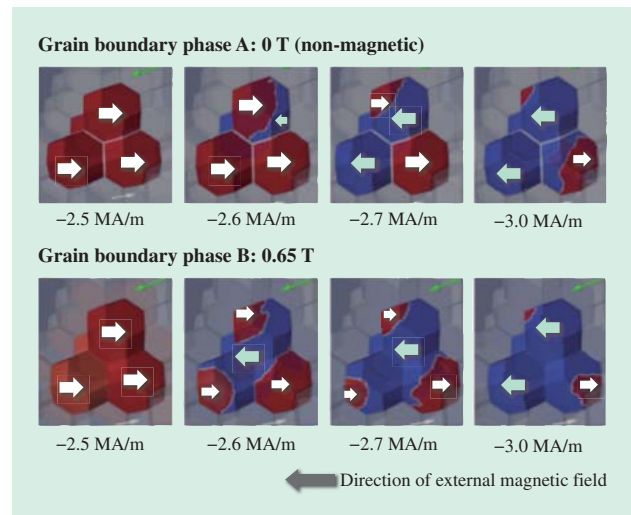 Grain boundary phase A: 0 T (non-magnetic)
−2.5 MA/m
−2.6 MA/m
−2.7 MA/m
−3.0 MA/m
Grain boundary phase B: 0.65 T
−2.5 MA/m
−2.6 MA/m
−2.7 MA/m
−3.0 MA/m
Direction of external magnetic field